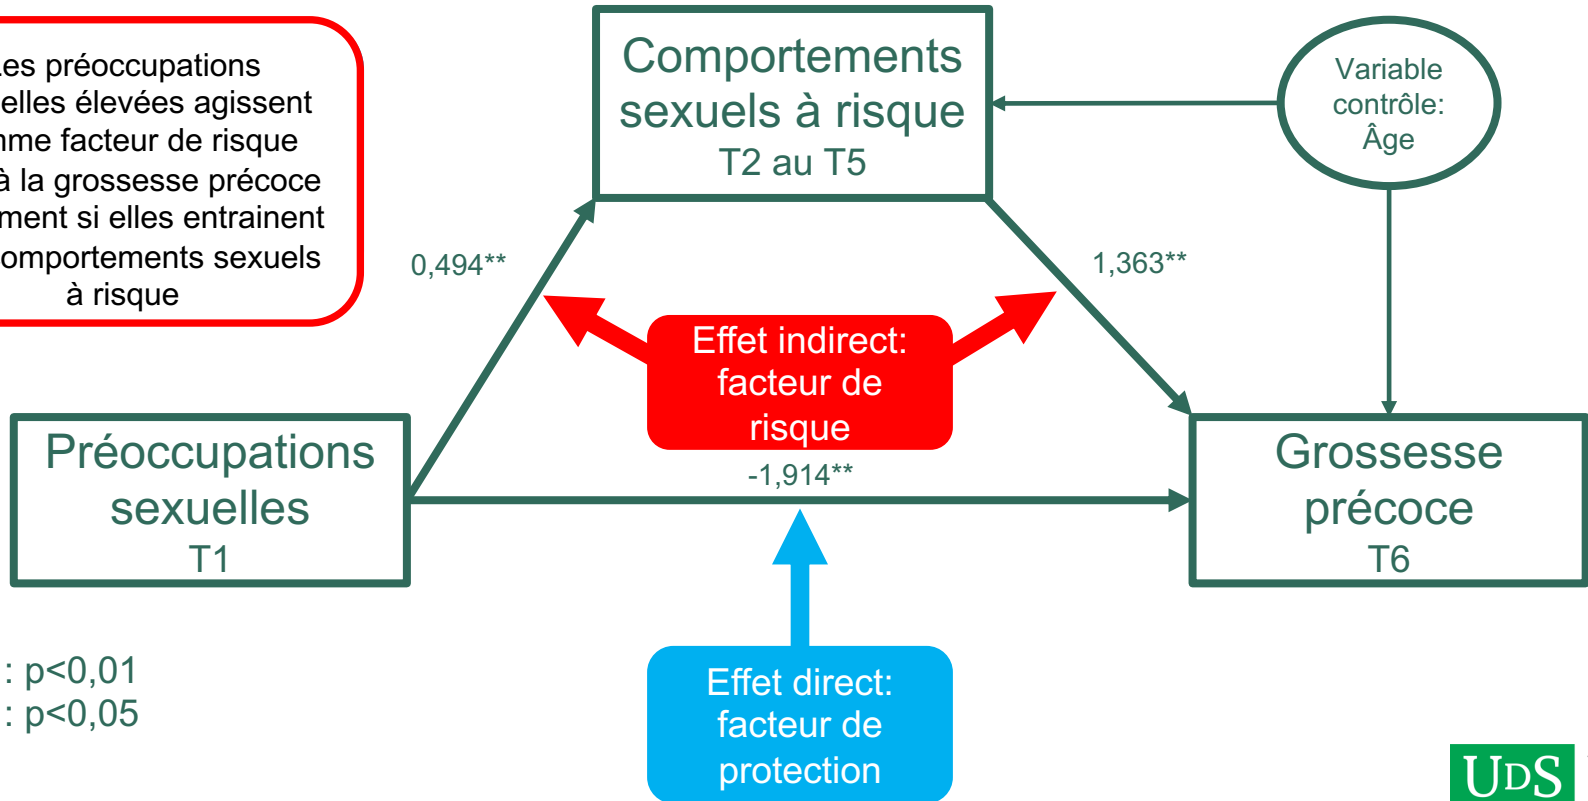 es préoccupations
elles élevées agissent
me facteur de risque
à la grossesse précoce
ment si elles entrainent
omportements sexuels
à risque
Comportements
sexuels à risque
T2 au T5
Variable
contrôle:
Âge
0,494**
1,363**
Effet indirect:
facteur de
risque
-1,914**
Préoccupations
sexuelles
T1
Grossesse
précoce
T6
Effet direct:
facteur de
protection
: p<0,01
: p<0,05
UDS